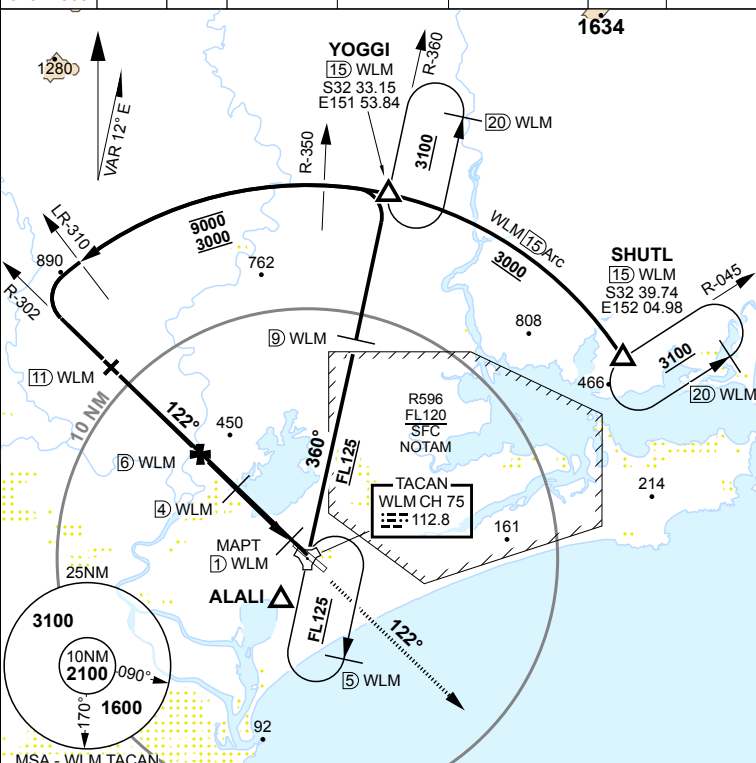 1634
1280
VAR 12° E
YOGGI
15 WLM
S32 33.15
E151 53.84
R-360
20 WLM
3100
R-350
LR-310
890
R-302
9000
3000
762
WLM 15 Arc
3000
SHUTL
15 WLM
S32 39.74
E152 04.98
R-045
3100
20 WLM
808
466
9 WLM
11 WLM
10 NM
122°
450
6 WLM
4 WLM
360°
FL125
R596
FL120
SFC
NOTAM
TACAN
WLM CH 75
112.8
214
161
MAPT
1 WLM
ALALI
FL125
122°
5 WLM
25NM
3100
10NM
2100
090°
170°
1600
92
MSA - WLM TACAN